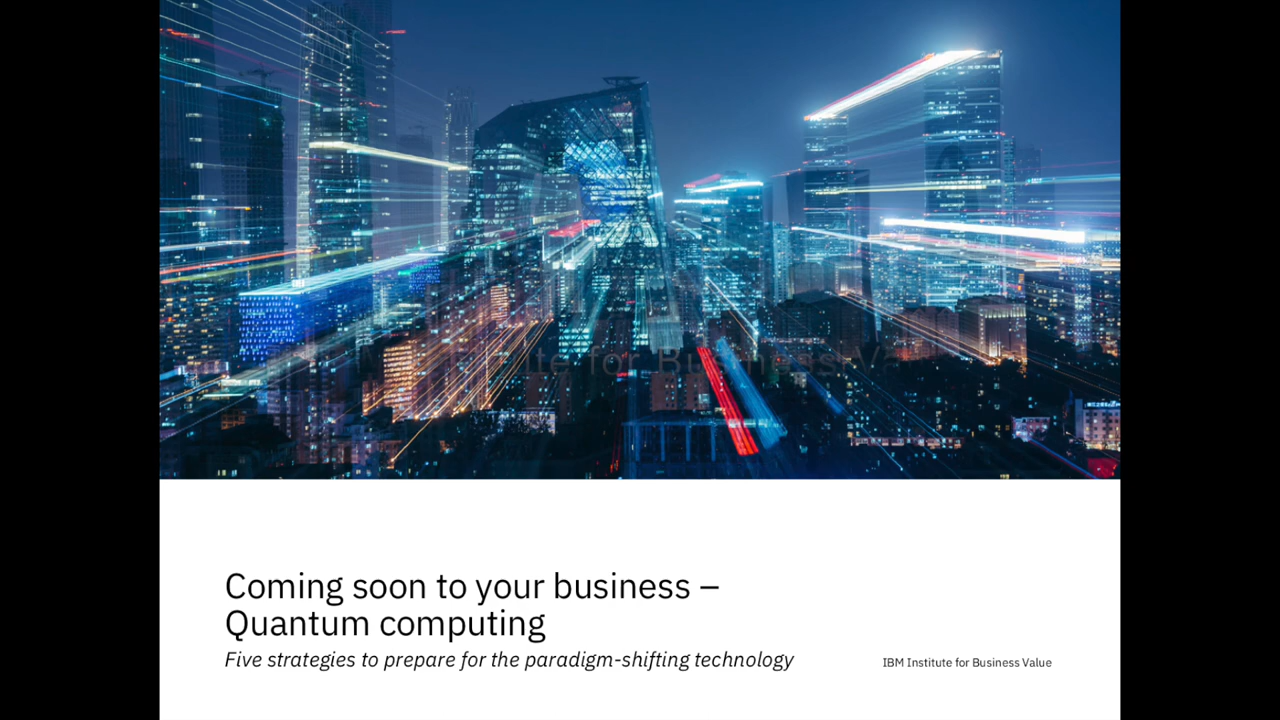 Coming soon to your business –
Quantum computing
Five strategies to prepare for the paradigm-shifting technology
IBM Institute for Business Value